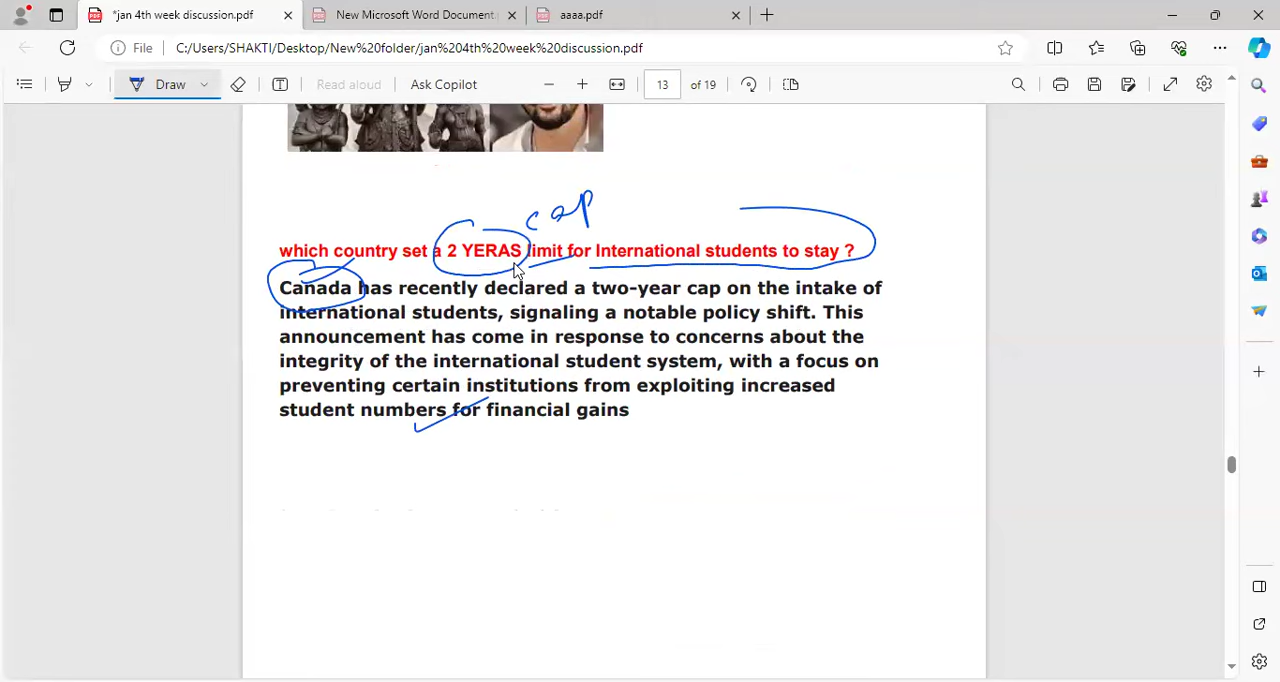 *jan 4th week discussion.pdf
New Microsoft Word Document
aaaa.pdf
File
C:/Users/SHAKTI/Desktop/New%20folder/jan%204th%20week%20discussion.pdf
Draw
Read aloud
Ask Copilot
13
of 19
cap
which country set a 2 YERAS limit for International students to stay ?
Canada has recently declared a two-year cap on the intake of
international students, signaling a notable policy shift. This
announcement has come in response to concerns about the
integrity of the international student system, with a focus on
preventing certain institutions from exploiting increased
student numbers for financial gains